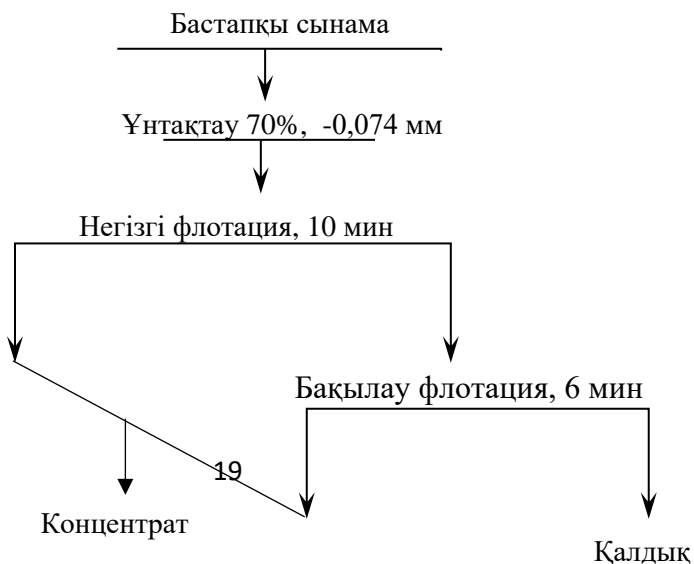 Бастапқы сынама
Ұнтақтау 70%, -0,074 мм
Негізгі флотация, 10 мин
Бақылау флотация, 6 мин
19
Концентрат
Қалдық